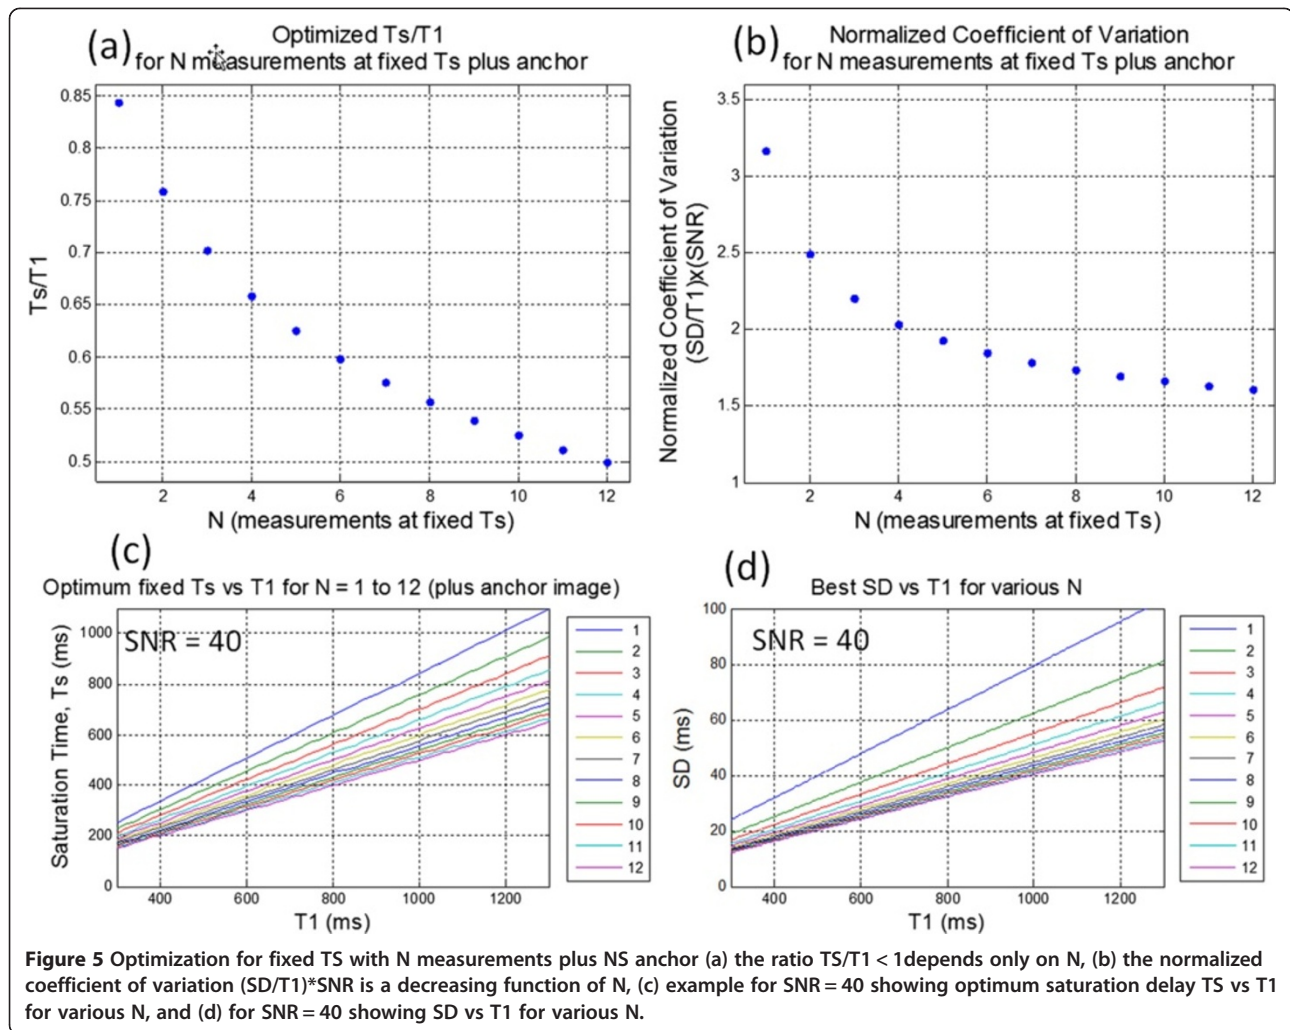 (a)
Optimized Ts/T1
for N measurements at fixed Ts plus anchor
0.85
0.8
0.75
0.7
0.65
0.6
0.55
0.5
Ts/T1
2 4 6 8 10 12
N (measurements at fixed Ts)
(b)
Normalized Coefficient of Variation
for N measurements at fixed Ts plus anchor
3.5
3
2.5
2
1.5
1
Normalized Coefficient of Variation
(SD/T1)x(SNR)
2 4 6 8 10 12
N (measurements at fixed Ts)
(c)
Optimum fixed Ts vs T1 for N = 1 to 12 (plus anchor image)
SNR = 40
1000
800
600
400
200
0
Saturation Time, Ts (ms)
400 600 800 1000 1200
T1 (ms)
1
2
3
4
5
6
7
8
9
10
11
12
(d)
Best SD vs T1 for various N
SNR = 40
100
80
60
40
20
0
SD (ms)
400 600 800 1000 1200
T1 (ms)
1
2
3
4
5
6
7
8
9
10
11
12
Figure 5 Optimization for fixed TS with N measurements plus NS anchor (a) the ratio TS/T1 < 1depends only on N, (b) the normalized
coefficient of variation (SD/T1)*SNR is a decreasing function of N, (c) example for SNR = 40 showing optimum saturation delay TS vs T1
for various N, and (d) for SNR = 40 showing SD vs T1 for various N.